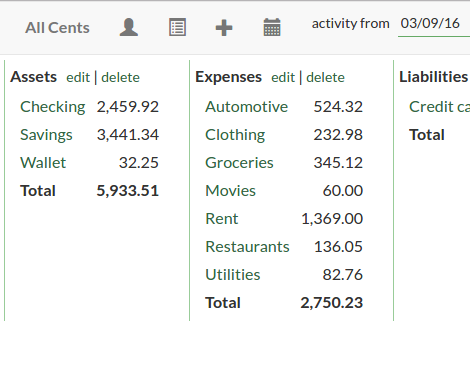 All Cents activity from 03/09/16
Assets edit | delete
Checking 2,459.92
Savings 3,441.34
Wallet 32.25
Total 5,933.51
Expenses edit | delete
Automotive 524.32
Clothing 232.98
Groceries 345.12
Movies 60.00
Rent 1,369.00
Restaurants 136.05
Utilities 82.76
Total 2,750.23
Liabilities
Credit ca
Total